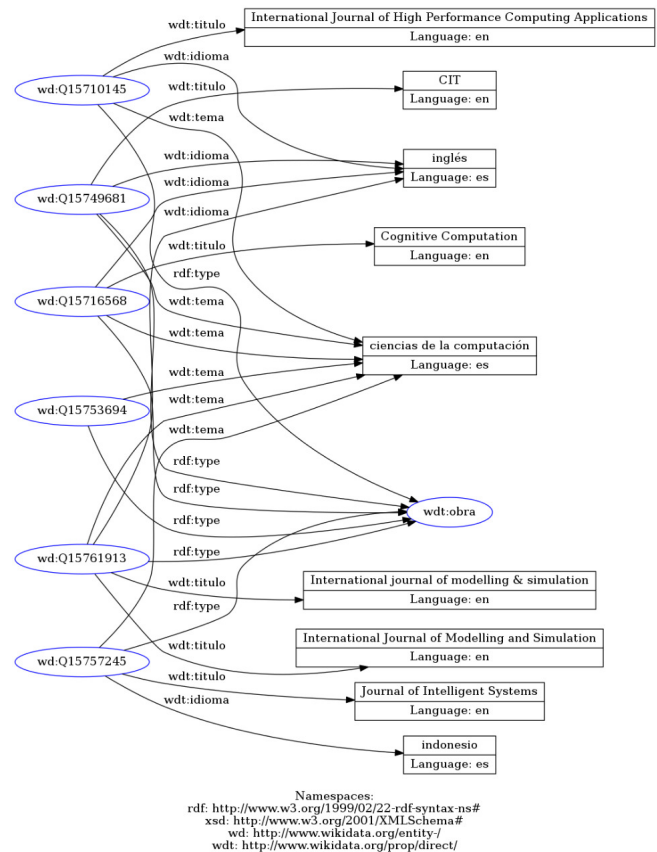 International Journal of High Performance Computing Applications
Language: en
wdt:titulo
wdt:idioma
CIT
Language: en
wd:Q15710145
wdt:titulo
wdt:tema
inglés
Language: es
wdt:idioma
wdt:idioma
wd:Q15749681
wdt:idioma
Cognitive Computation
Language: en
wdt:titulo
rdf:type
wd:Q15716568
wdt:tema
wdt:tema
ciencias de la computación
Language: es
wdt:tema
wdt:tema
wd:Q15753694
wdt:tema
rdf:type
rdf:type
wdt:obra
rdf:type
rdf:type
wd:Q15761913
wdt:titulo
International journal of modelling & simulation
Language: en
rdf:type
International Journal of Modelling and Simulation
Language: en
wdt:titulo
wd:Q15757245
wdt:titulo
Journal of Intelligent Systems
Language: en
wdt:idioma
indonesio
Language: es
Namespaces:
rdf: http://www.w3.org/1999/02/22-rdf-syntax-ns#
xsd: http://www.w3.org/2001/XMLSchema#
wd: http://www.wikidata.org/entity-/
wdt: http://www.wikidata.org/prop/direct/